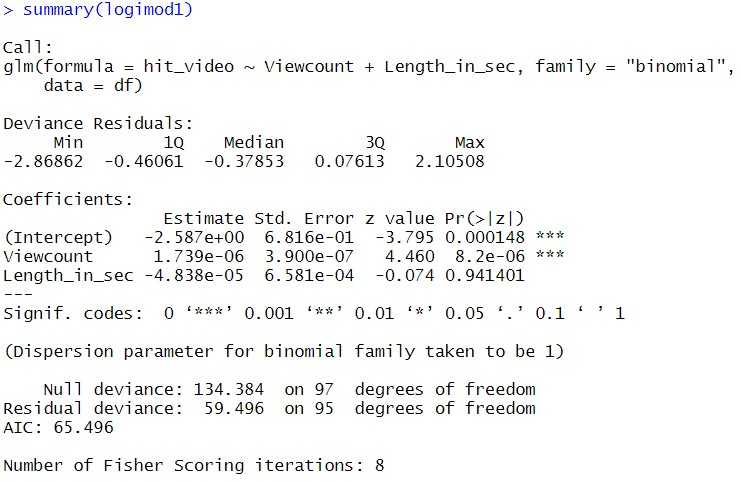 > summary(logimod1)
Call:
glm(formula = hit_video ~ Viewcount + Length_in_sec, family = "binomial",
    data = df)
Deviance Residuals:
     Min       1Q   Median       3Q      Max
-2.86862  -0.46061  -0.37853   0.07613   2.10508
Coefficients:
                Estimate Std. Error z value Pr(>|z|)
(Intercept)   -2.587e+00  6.816e-01  -3.795 0.000148 ***
Viewcount      1.739e-06  3.900e-07   4.460  8.2e-06 ***
Length_in_sec -4.838e-05  6.581e-04  -0.074 0.941401
---
Signif. codes:  0 ‘***’ 0.001 ‘**’ 0.01 ‘*’ 0.05 ‘.’ 0.1 ‘ ’ 1
(Dispersion parameter for binomial family taken to be 1)
    Null deviance: 134.384  on 97  degrees of freedom
Residual deviance:  59.496  on 95  degrees of freedom
AIC: 65.496
Number of Fisher Scoring iterations: 8